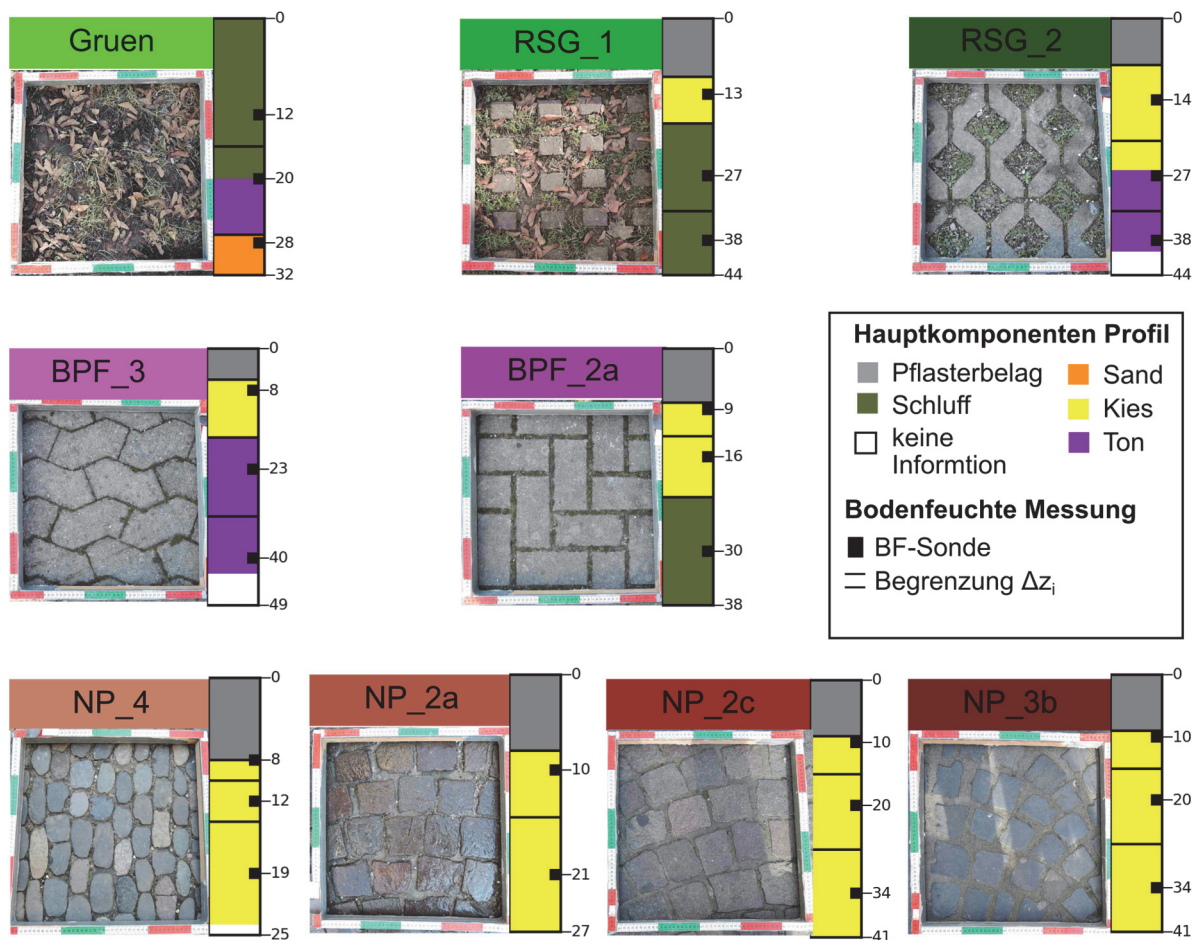 Gruen
0
12
20
28
32
RSG_1
0
13
27
38
44
RSG_2
0
14
27
38
44
BPF_3
0
8
23
40
49
BPF_2a
0
9
16
30
38
Hauptkomponenten Profil
Pflasterbelag
Sand
Schluff
Kies
keine
Informtion
Ton
Bodenfeuchte Messung
BF-Sonde
Begrenzung Δzᵢ
NP_4
0
8
12
19
25
NP_2a
0
10
21
27
NP_2c
0
10
20
34
41
NP_3b
0
10
20
34
41